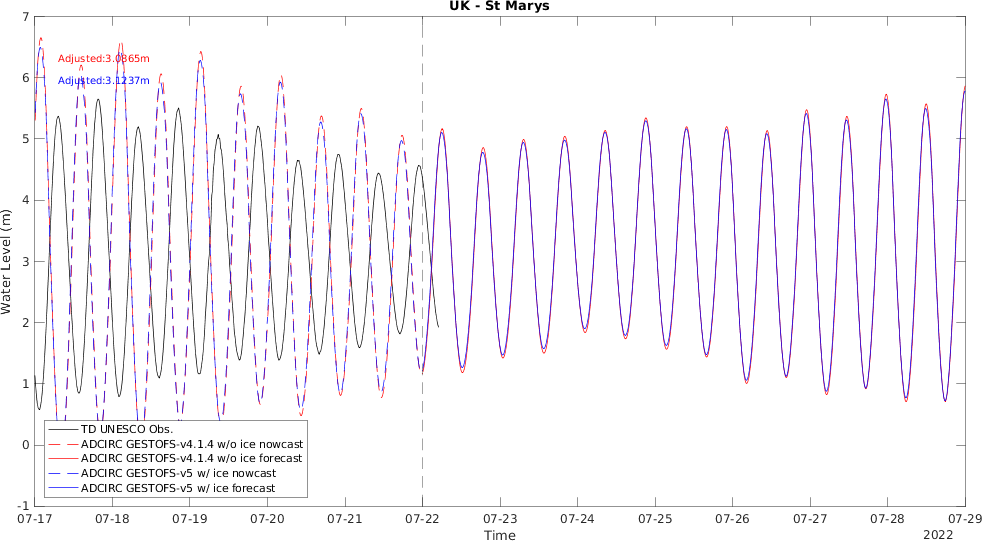 UK - St Marys
7
6
5
4
3
2
1
0
-1
Water Level (m)
Adjusted:3.0865m
Adjusted:3.1237m
TD UNESCO Obs.
ADCIRC GESTOFS-v4.1.4 w/o ice nowcast
ADCIRC GESTOFS-v4.1.4 w/o ice forecast
ADCIRC GESTOFS-v5 w/ ice nowcast
ADCIRC GESTOFS-v5 w/ ice forecast
07-17 07-18 07-19 07-20 07-21 07-22 07-23 07-24 07-25 07-26 07-27 07-28 07-29
Time
2022